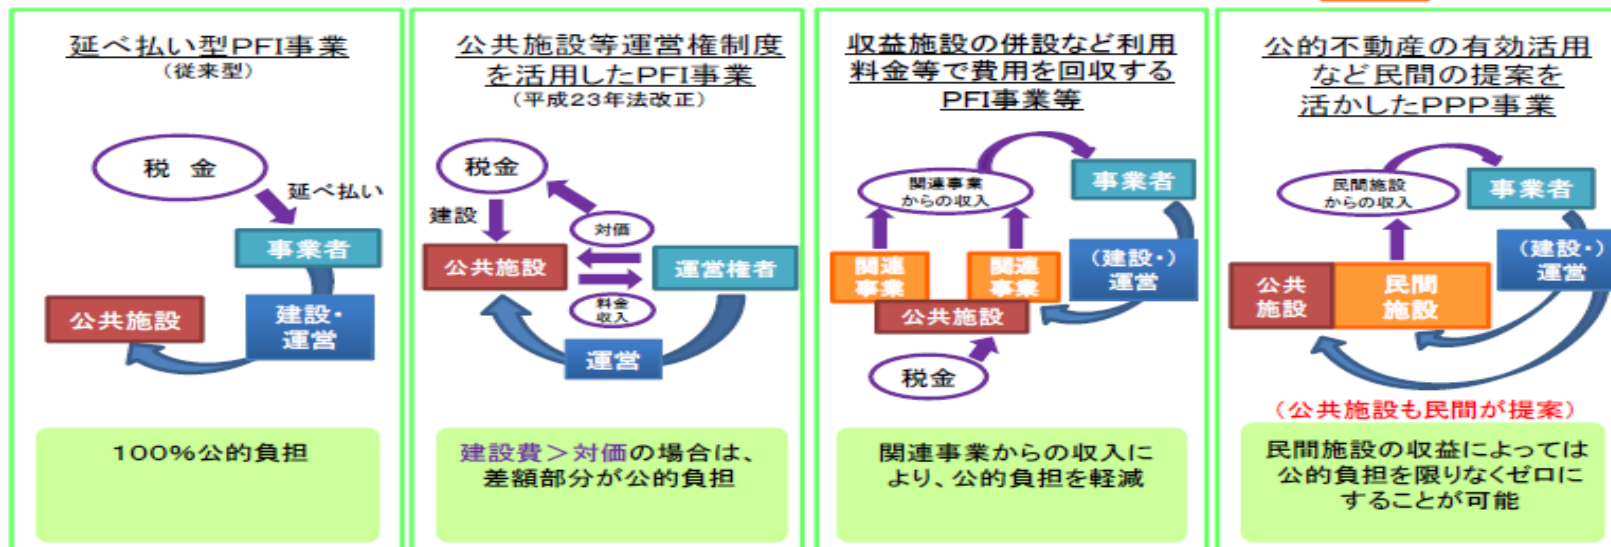 延べ払い型PFI事業
(従来型)
税 金
延べ払い
事業者
公共施設
建設・
運営
100%公的負担
公共施設等運営権制度
を活用したPFI事業
(平成23年法改正)
税金
建設
対価
公共施設
運営権者
料金
収入
運営
建設費>対価の場合は、
差額部分が公的負担
収益施設の併設など利用
料金等で費用を回収する
PFI事業等
関連事業
からの収入
事業者
関連
事業
関連
事業
(建設・)
運営
公共施設
税金
関連事業からの収入に
より、公的負担を軽減
公的不動産の有効活用
など民間の提案を
活かしたPPP事業
民間施設
からの収入
事業者
(建設・)
運営
公共
施設
民間
施設
(公共施設も民間が提案)
民間施設の収益によっては
公的負担を限りなくゼロに
することが可能